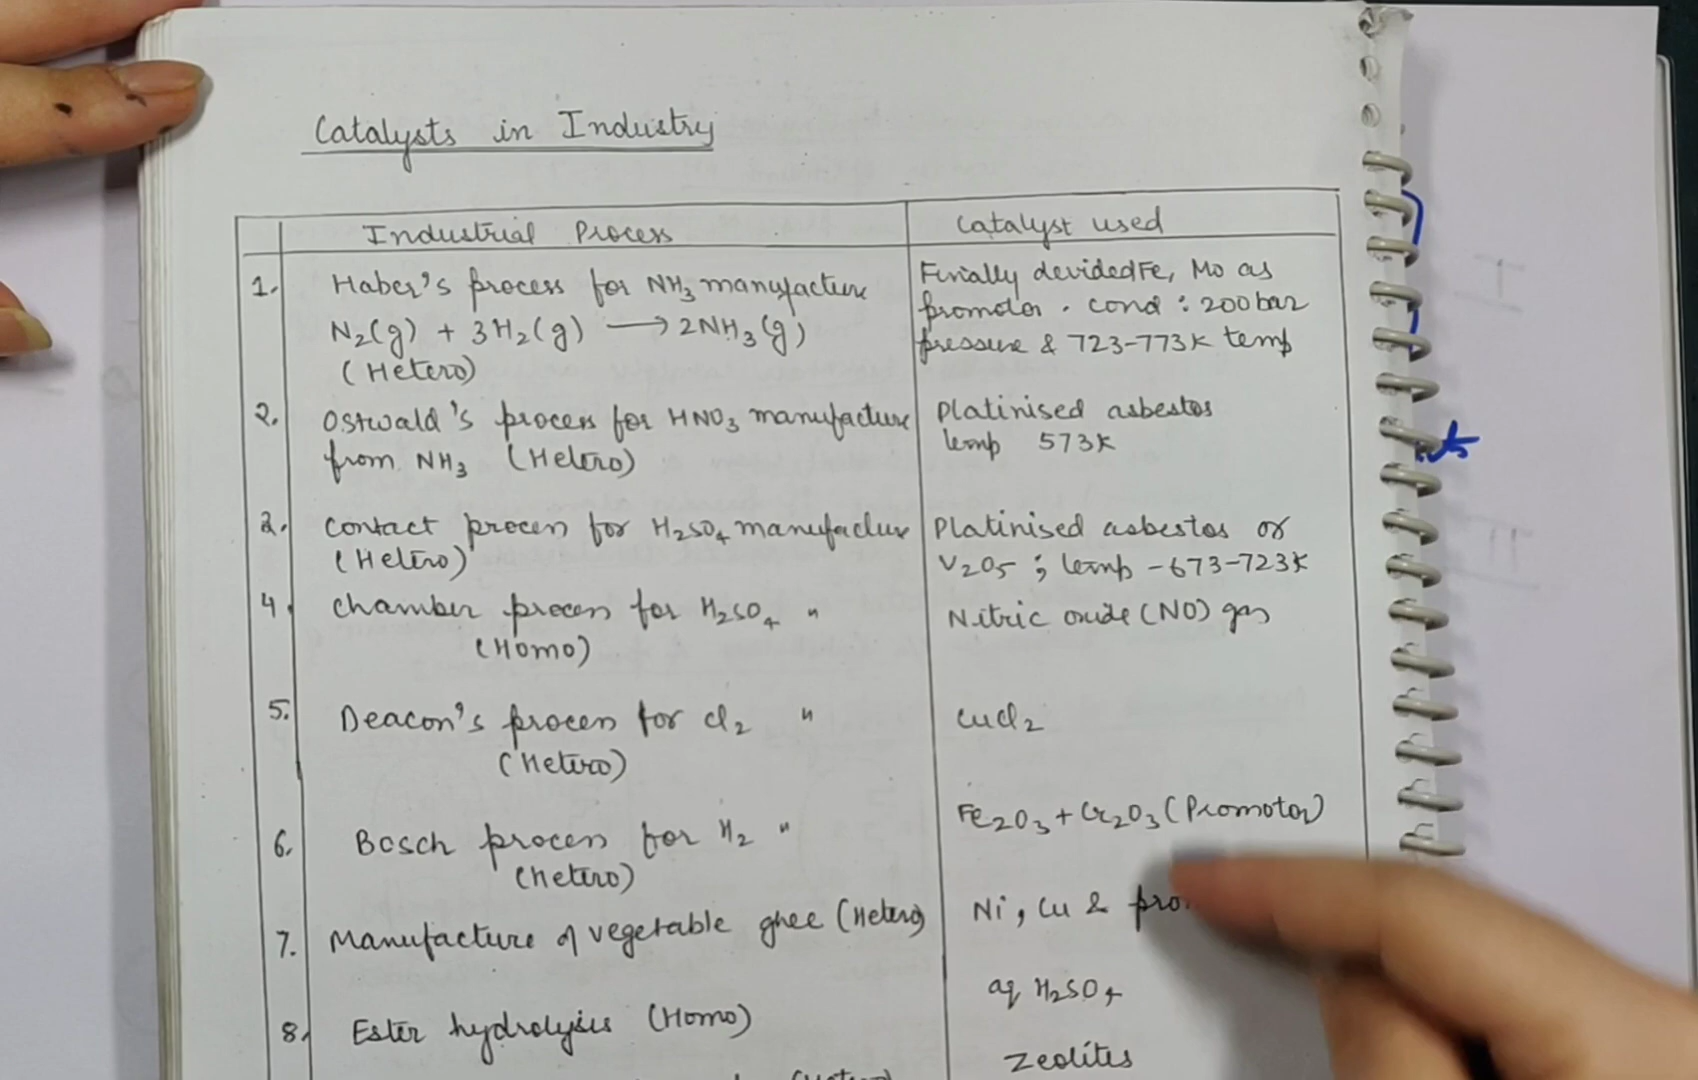 Catalysts in Industry
Industrial Process
Catalyst used
1. Haber's process for NH3 manufacture
N2(g) + 3H2(g) ⟶ 2NH3(g)
(Hetero)
Finially devided Fe, Mo as
promotor . cond : 200 bar
pressure & 723-773K temp
2. Ostwald's process for HNO3 manufacture
from NH3 (Hetero)
Platinised asbestos
temp 573K
3. Contact process for H2SO4 manufacture
(Hetero)
Platinised asbestos or
V2O5 ; temp - 673-723K
4. Chamber process for H2SO4 "
(Homo)
Nitric oxide (NO) gas
5. Deacon's process for Cl2 "
(Hetero)
CuCl2
6. Bosch process for H2 "
(Hetero)
Fe2O3 + Cr2O3 (Promotor)
7. Manufacture of vegetable ghee (Hetero)
Ni, Cu &
8. Ester hydrolysis (Homo)
aq H2SO4
Zeolites